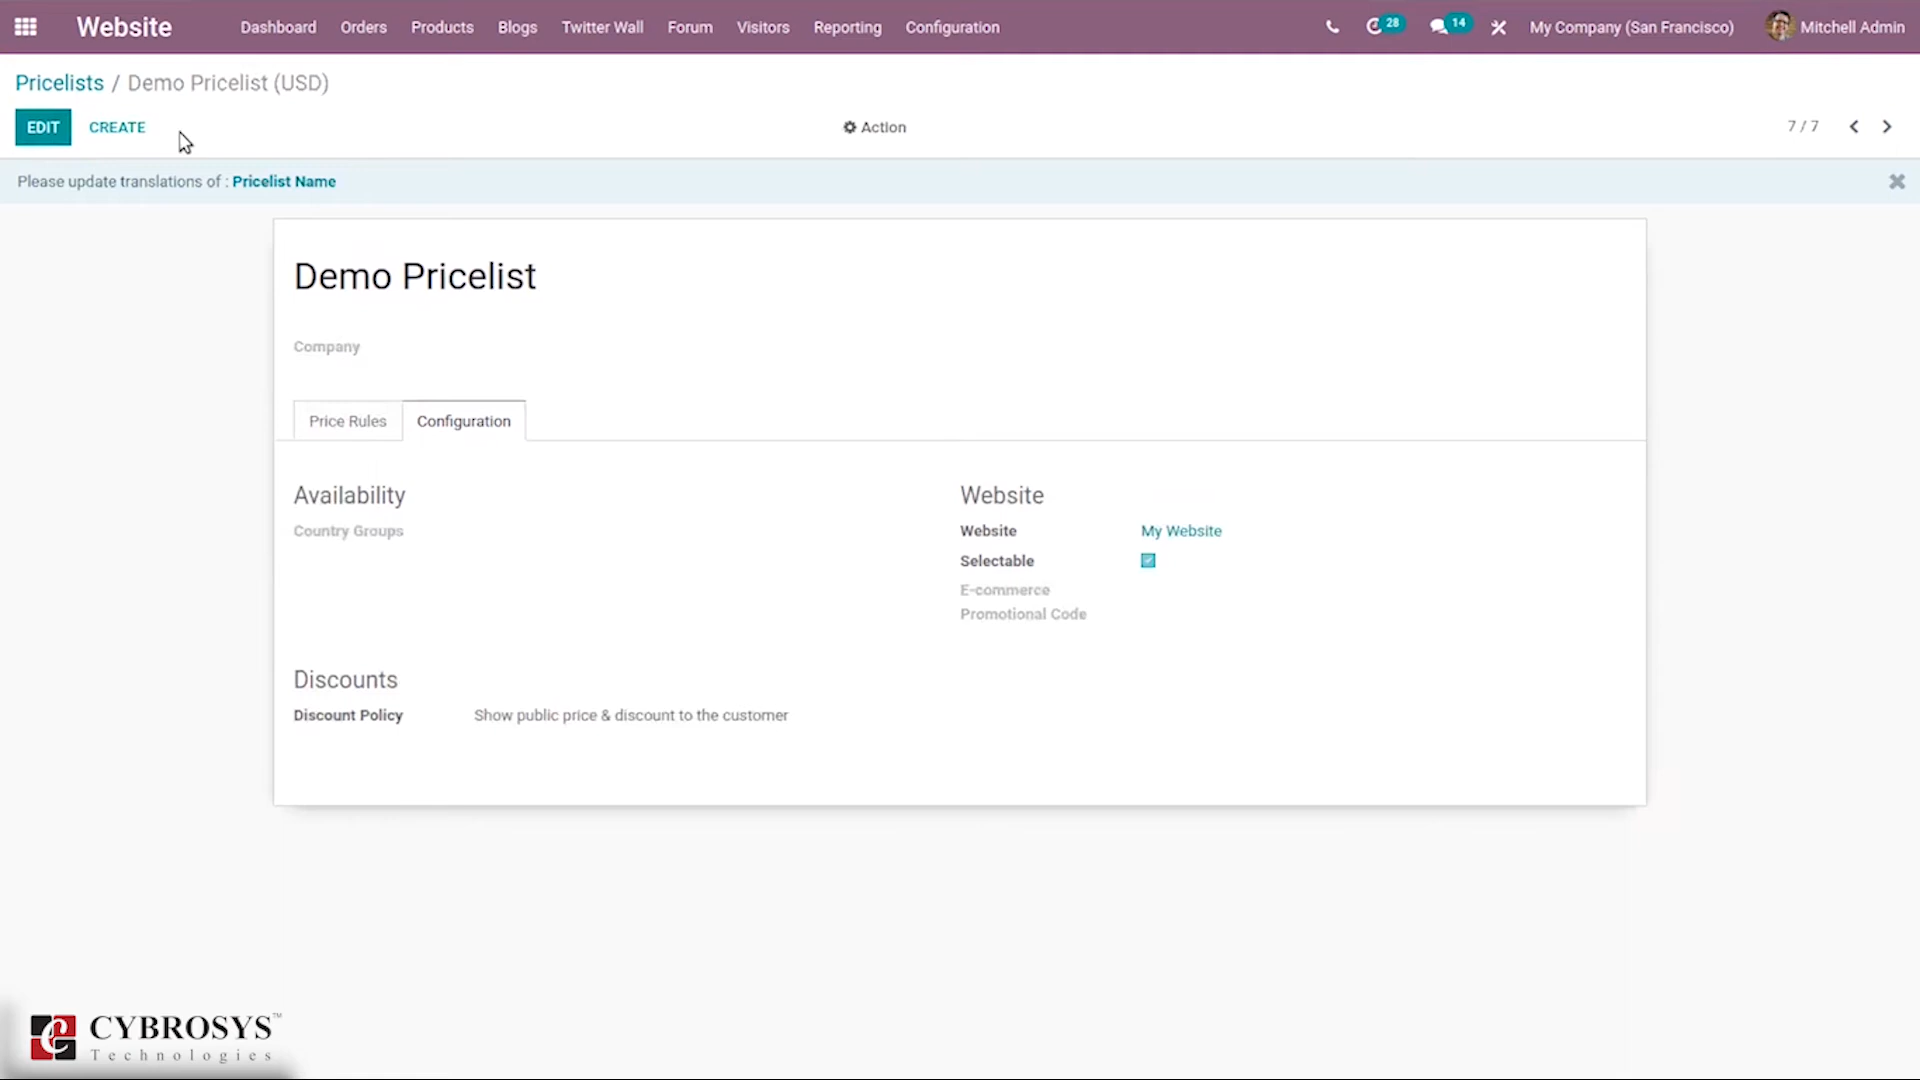 Website Dashboard Orders Products Blogs Twitter Wall Forum Visitors Reporting Configuration 28 14 My Company (San Francisco) Mitchell Admin
Pricelists / Demo Pricelist (USD)
EDIT CREATE Action 7 / 7
Please update translations of : Pricelist Name
Demo Pricelist
Company
Price Rules Configuration
Availability
Country Groups
Website
Website My Website
Selectable
E-commerce
Promotional Code
Discounts
Discount Policy Show public price & discount to the customer
CYBROSYS™
Technologies